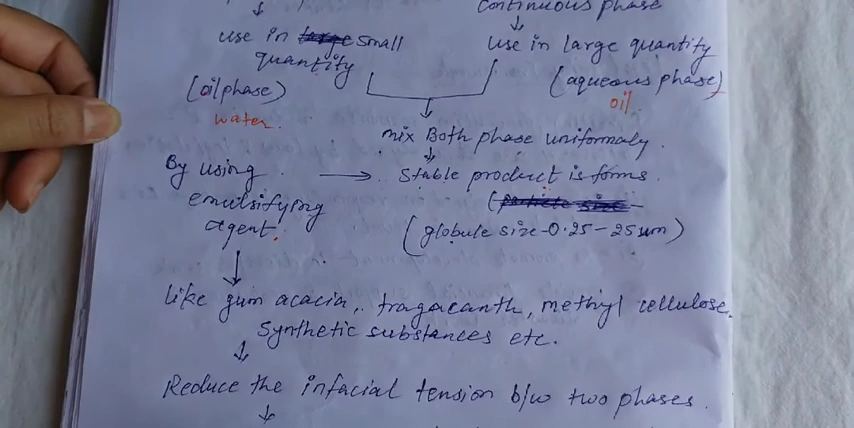 Continuous phase
use in small
quantity
use in large quantity
(oil phase)
(aqueous phase)
water.
oil.
mix Both phase uniformaly.
By using
stable product is forms.
emulsifying
agent.
(globule size - 0.25 - 25 um)
Like gum acacia, tragacanth, methyl cellulose.
Synthetic substances etc.
Reduce the infacial tension b/w two phases.